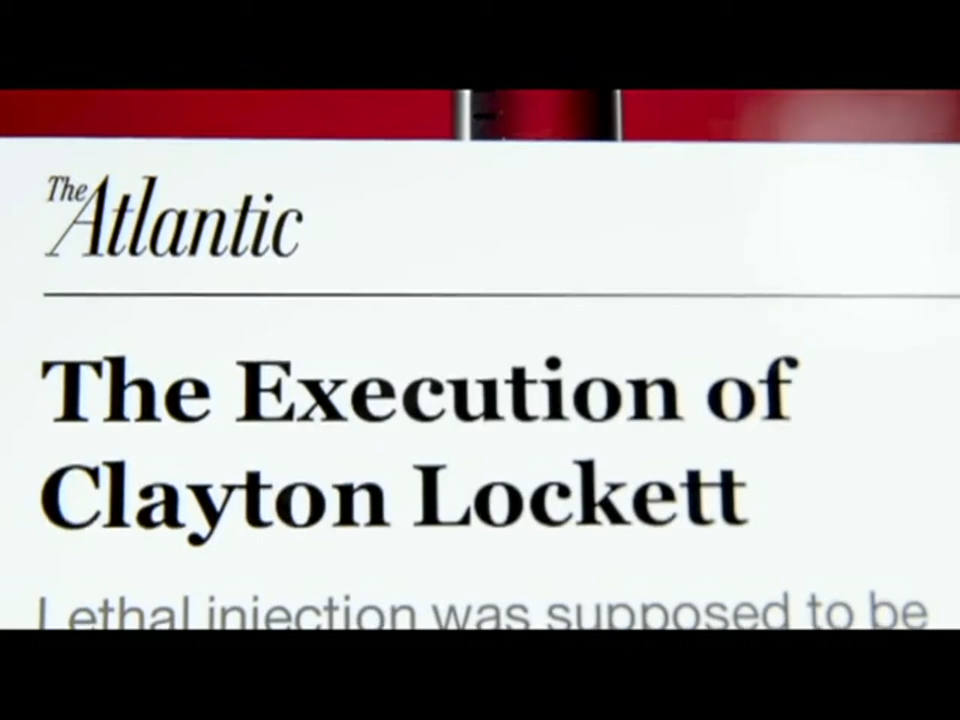 The Atlantic
The Execution of
Clayton Lockett
Lethal injection was supposed to be